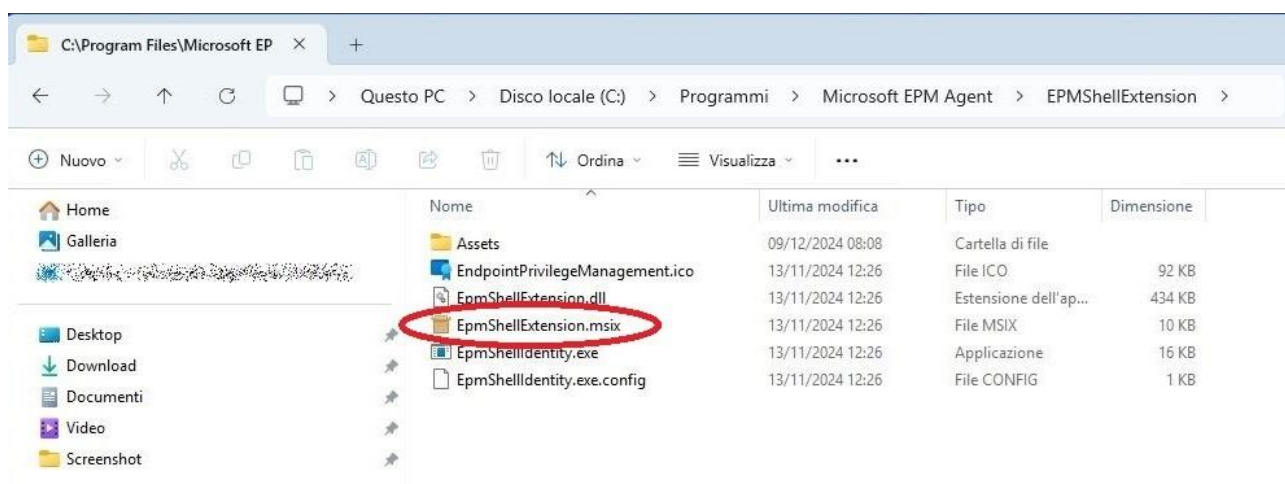 C:\Program Files\Microsoft EP
Questo PC > Disco locale (C:) > Programmi > Microsoft EPM Agent > EPMShellExtension >
Nuovo Ordina Visualizza ...
Home
Galleria
Desktop
Download
Documenti
Video
Screenshot
Nome Ultima modifica Tipo Dimensione
Assets 09/12/2024 08:08 Cartella di file
EndpointPrivilegeManagement.ico 13/11/2024 12:26 File ICO 92 KB
EpmShellExtension.dll 13/11/2024 12:26 Estensione dell'ap... 434 KB
EpmShellExtension.msix 13/11/2024 12:26 File MSIX 10 KB
EpmShellIdentity.exe 13/11/2024 12:26 Applicazione 16 KB
EpmShellIdentity.exe.config 13/11/2024 12:26 File CONFIG 1 KB